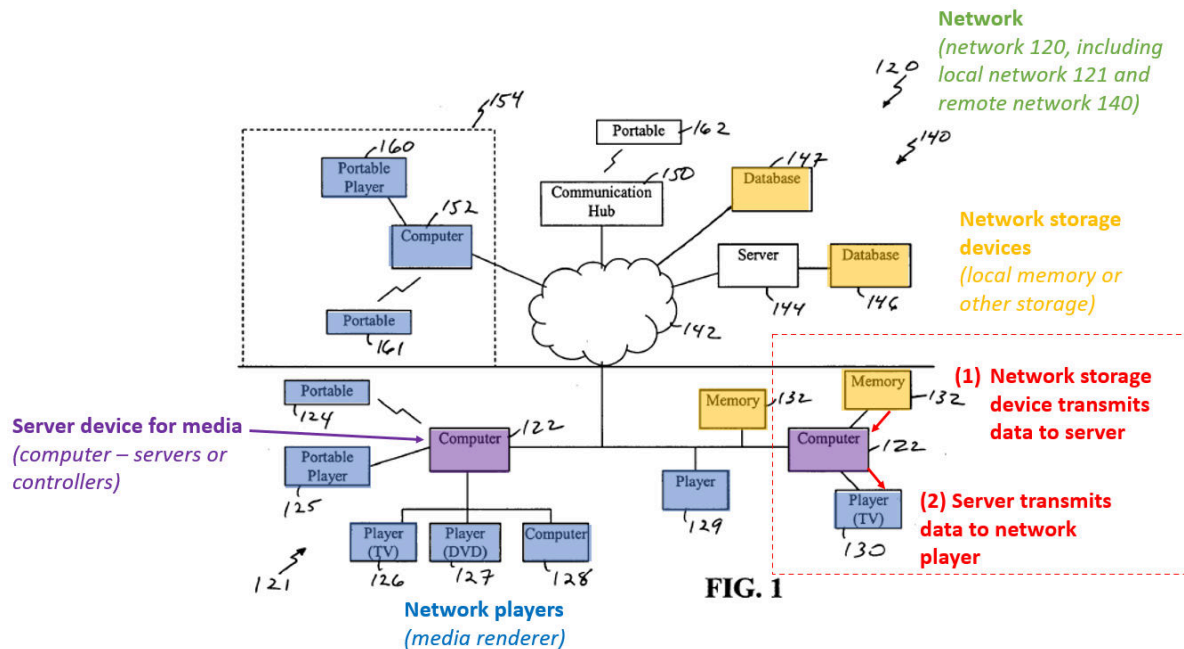 Network
(network 120, including
local network 121 and
remote network 140)
120
154
Portable
162
140
160
Portable
Player
147
Database
150
Communication
Hub
152
Computer
Network storage
devices
(local memory or
other storage)
Server
Database
144
146
Portable
161
142
(1) Network storage
device transmits
data to server
Memory
132
Portable
124
Memory
132
Server device for media
(computer – servers or
controllers)
Computer
122
Computer
122
Portable
Player
125
Player
129
(2) Server transmits
data to network
player
Player
(TV)
130
Player
(TV)
126
Player
(DVD)
127
Computer
128
121
FIG. 1
Network players
(media renderer)